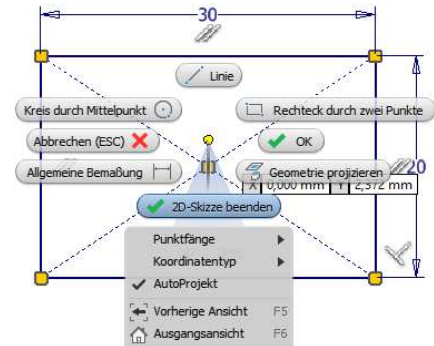 30
Linie
Kreis durch Mittelpunkt
Rechteck durch zwei Punkte
Abbrechen (ESC)
OK
Allgemeine Bemaßung
Geometrie projizieren
20
X 0,000 mm Y 2,372 mm
2D-Skizze beenden
Punktfänge
Koordinatentyp
AutoProjekt
Vorherige Ansicht F5
Ausgangsansicht F6